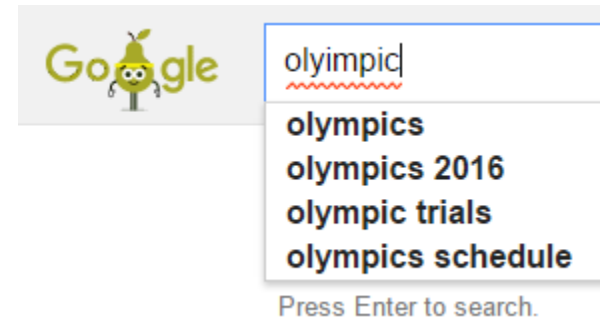 Google
olyimpic
olympics
olympics 2016
olympic trials
olympics schedule
Press Enter to search.